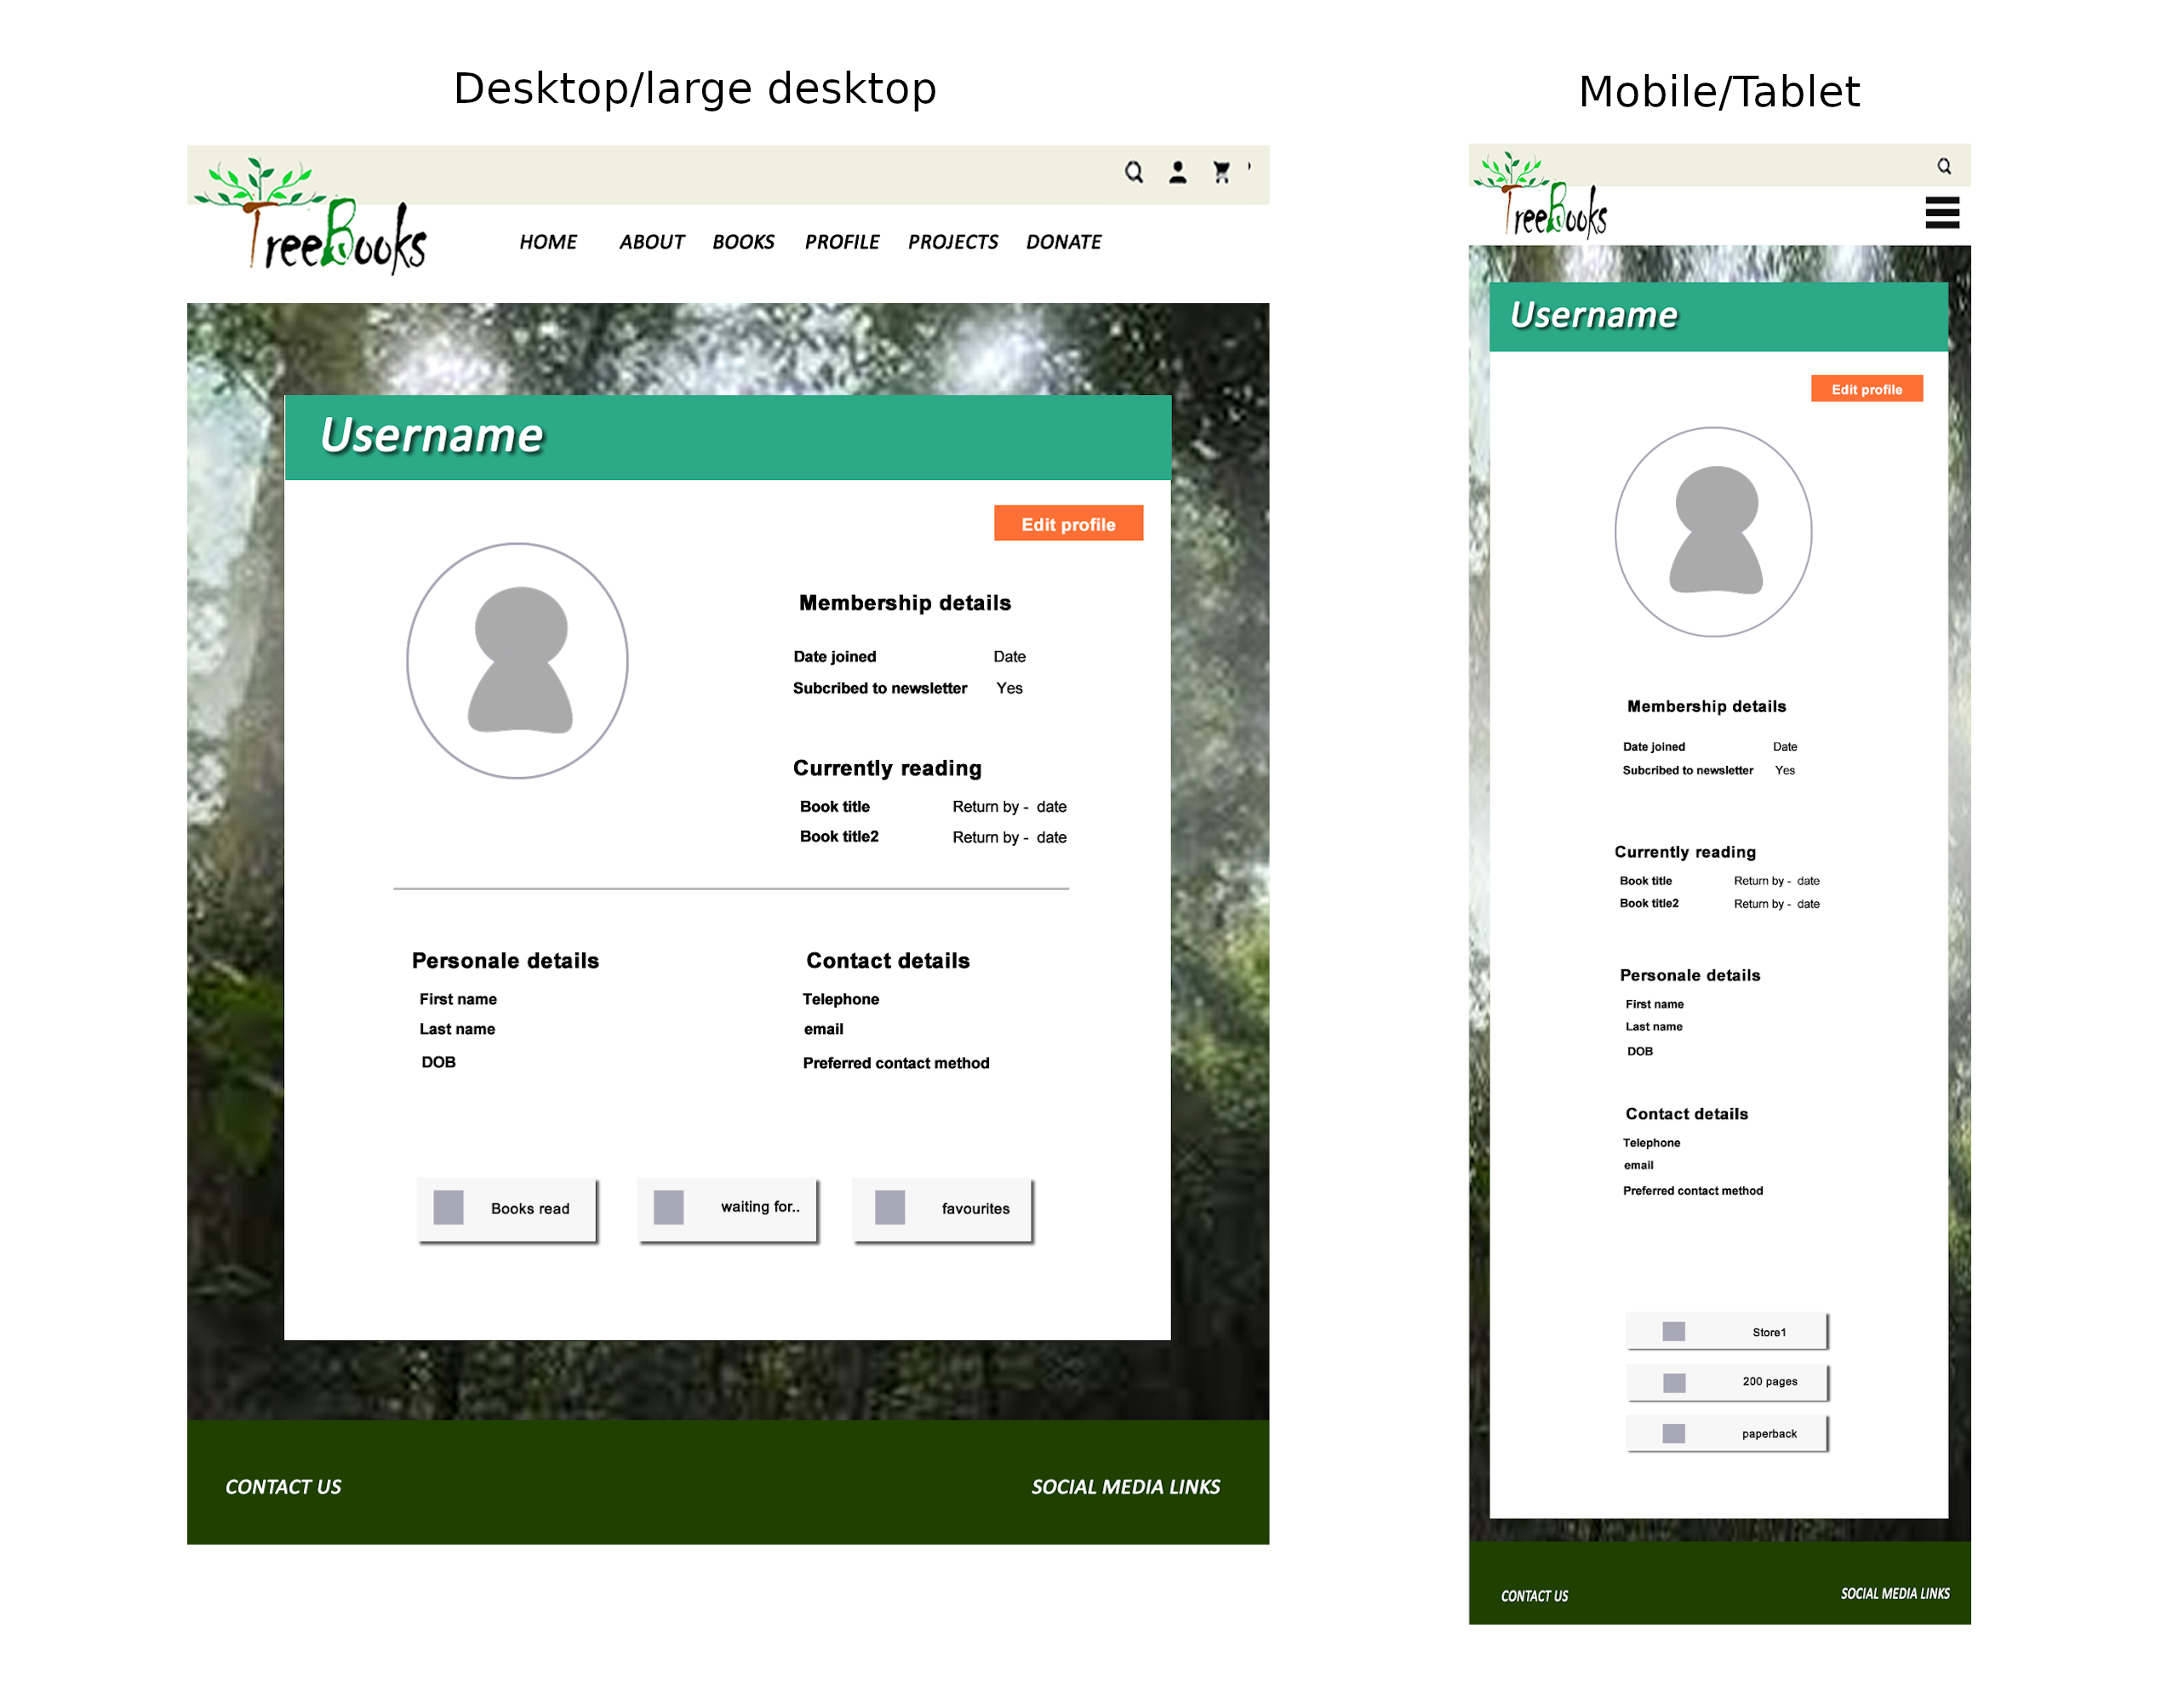 Desktop/large desktop
TreeBooks
HOME ABOUT BOOKS PROFILE PROJECTS DONATE
Username
Edit profile
Membership details
Date joined Date
Subcribed to newsletter Yes
Currently reading
Book title Return by - date
Book title2 Return by - date
Personale details
First name
Last name
DOB
Contact details
Telephone
email
Preferred contact method
Books read
waiting for..
favourites
CONTACT US
SOCIAL MEDIA LINKS
Mobile/Tablet
TreeBooks
Username
Edit profile
Membership details
Date joined Date
Subcribed to newsletter Yes
Currently reading
Book title Return by - date
Book title2 Return by - date
Personale details
First name
Last name
DOB
Contact details
Telephone
email
Preferred contact method
Store1
200 pages
paperback
CONTACT US
SOCIAL MEDIA LINKS